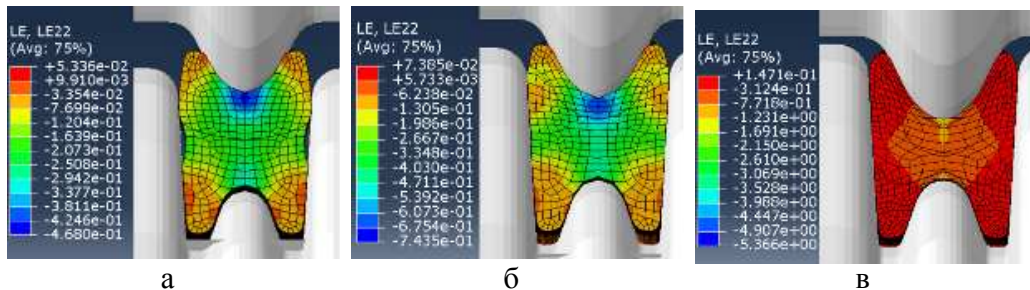 LE, LE22
(Avg: 75%)
+5.336e-02
+9.910e-03
-3.354e-02
-7.699e-02
-1.204e-01
-1.639e-01
-2.073e-01
-2.508e-01
-2.942e-01
-3.377e-01
-3.811e-01
-4.246e-01
-4.680e-01
LE, LE22
(Avg: 75%)
+7.385e-02
+5.733e-03
-6.238e-02
-1.305e-01
-1.986e-01
-2.667e-01
-3.348e-01
-4.030e-01
-4.711e-01
-5.392e-01
-6.073e-01
-6.754e-01
-7.435e-01
LE, LE22
(Avg: 75%)
+1.471e-01
-3.124e-01
-7.718e-01
-1.231e+00
-1.691e+00
-2.150e+00
-2.610e+00
-3.069e+00
-3.528e+00
-3.988e+00
-4.447e+00
-4.907e+00
-5.366e+00
а
б
в